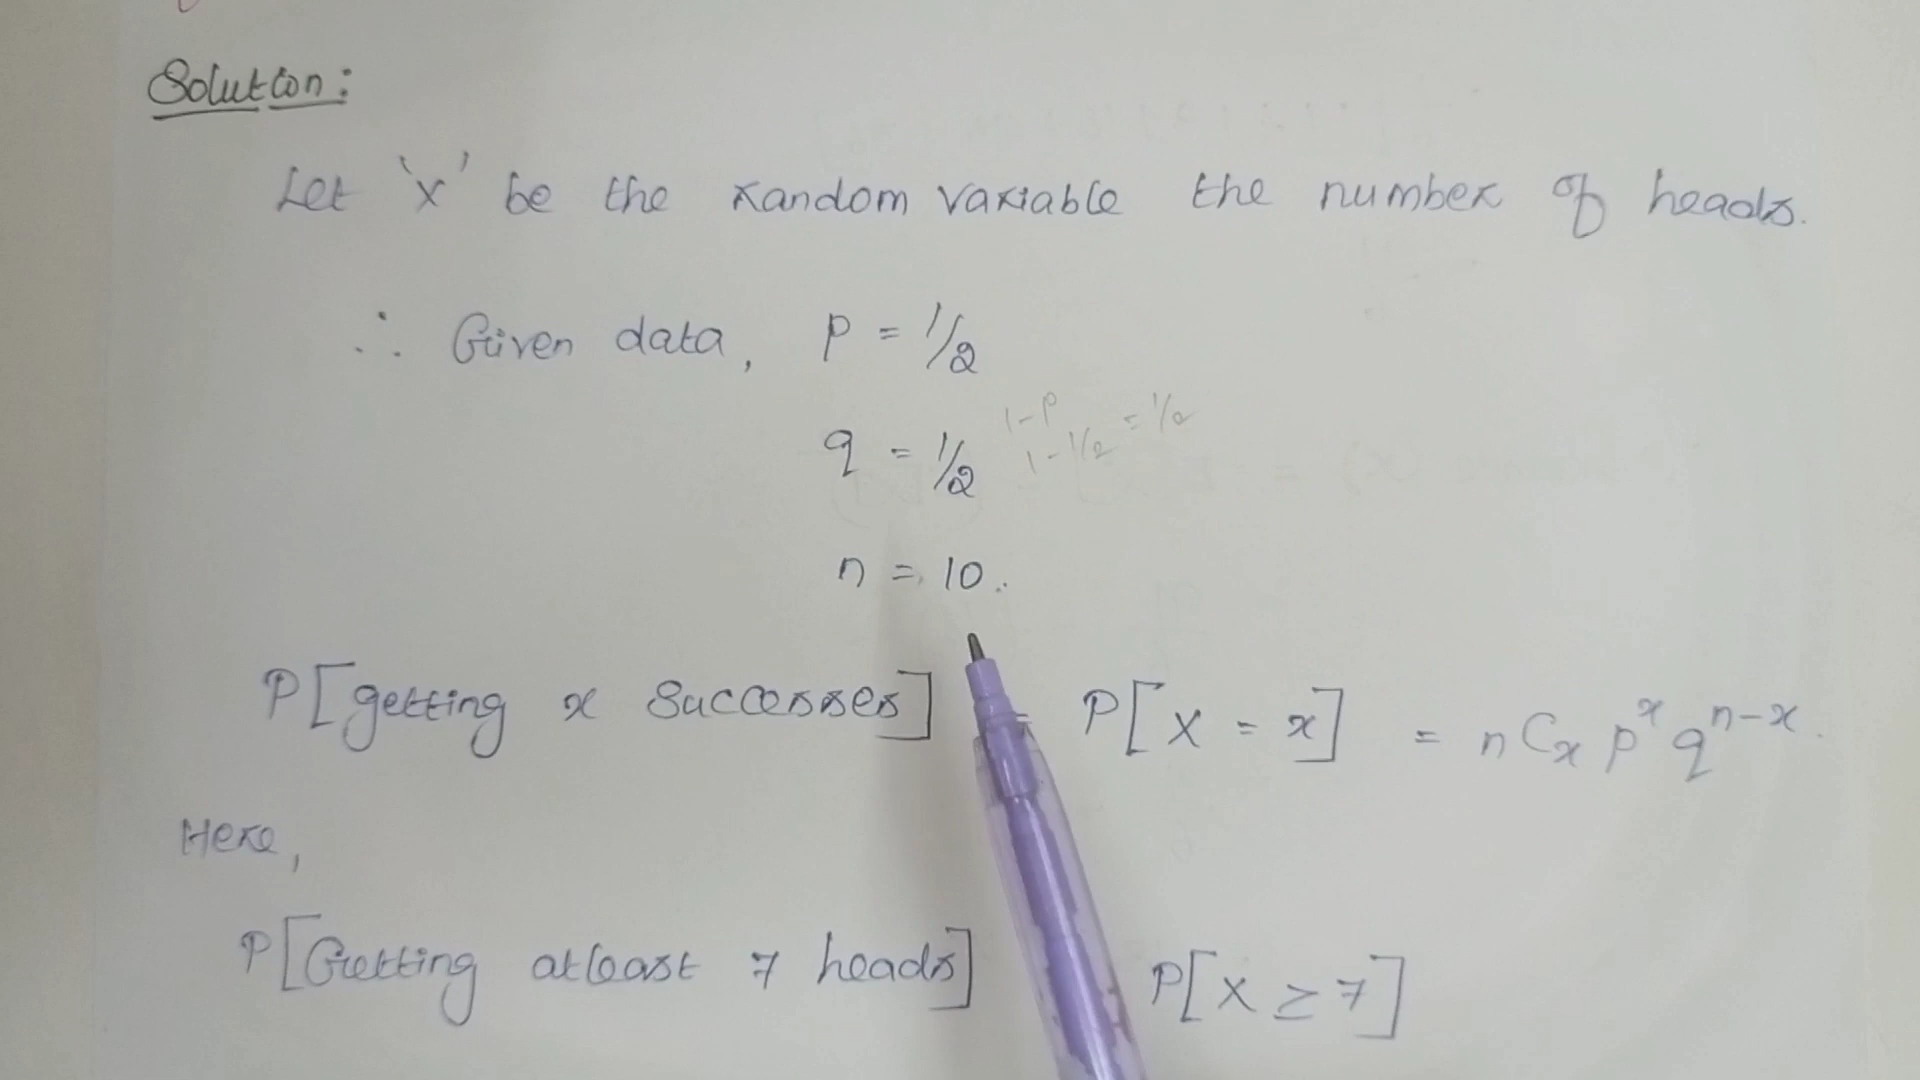 Solution:
Let 'X' be the random variable the number of heads.
∴ Given data, p = 1/2
1-p
q = 1/2 1-1/2 = 1/2
n = 10.
P[getting x successes] = P[X = x] = nCx p^x q^n-x.
Here,
P[Getting atleast 7 heads] P[X ≥ 7]